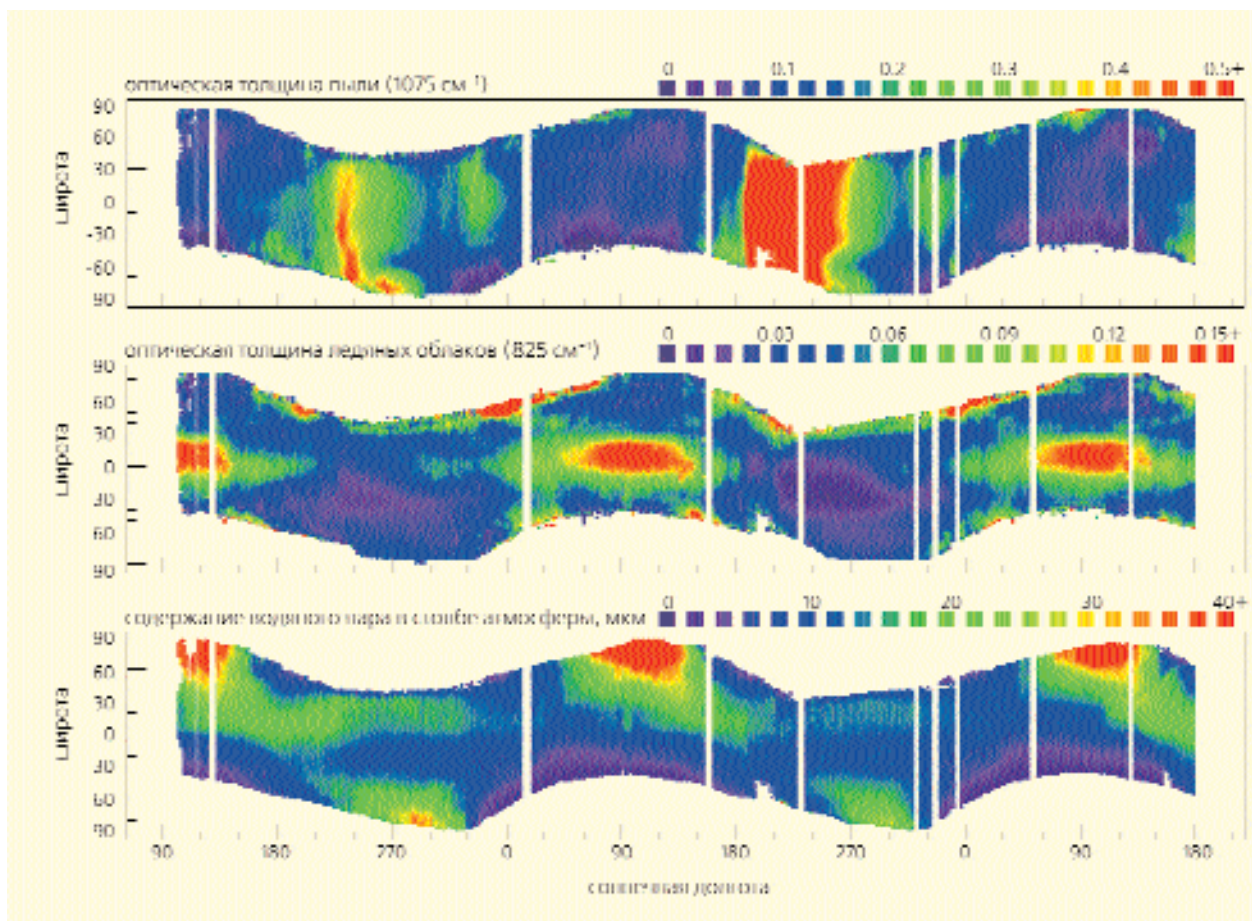 0 0.1 0.2 0.3 0.4 0.5+
оптическая толщина пыли (1075 см⁻¹)
90
60
30
0
-30
-60
90
широта
0 0.03 0.06 0.09 0.12 0.15+
оптическая толщина ледяных облаков (825 см⁻¹)
90
60
30
0
30
60
90
широта
0 10 20 30 40+
содержание водяного пара в столбе атмосферы, мкм
90
60
30
0
30
60
90
широта
90 180 270 0 90 180 270 0 90 180
солнечная долгота